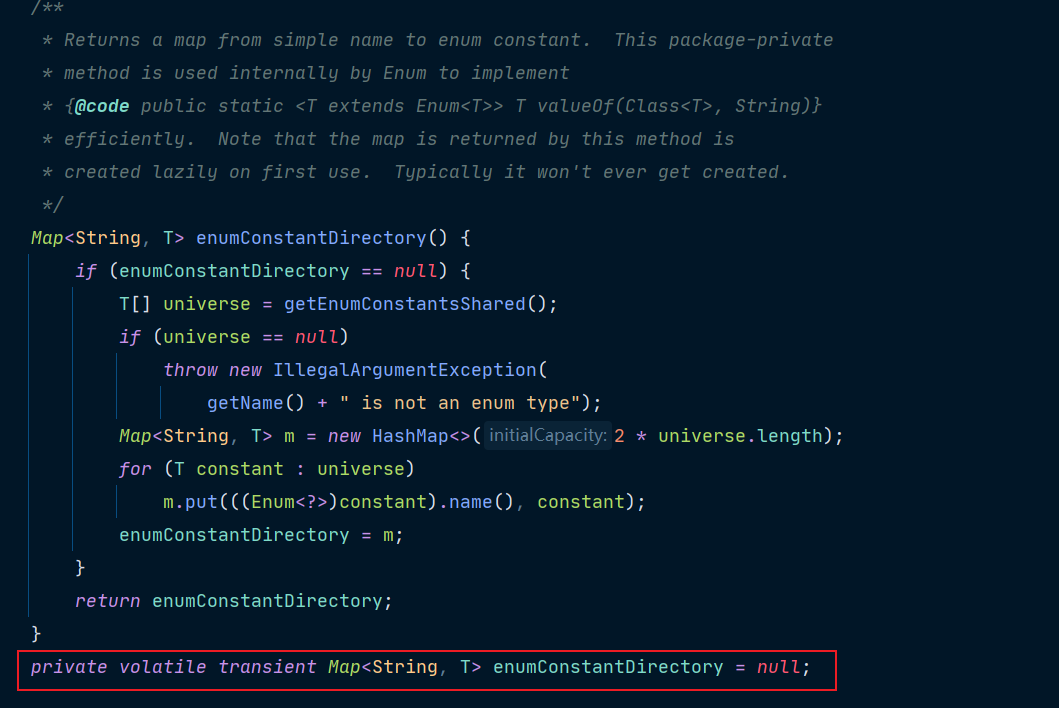 /**
 * Returns a map from simple name to enum constant.  This package-private
 * method is used internally by Enum to implement
 * {@code public static <T extends Enum<T>> T valueOf(Class<T>, String)}
 * efficiently.  Note that the map is returned by this method is
 * created lazily on first use.  Typically it won't ever get created.
 */
Map<String, T> enumConstantDirectory() {
    if (enumConstantDirectory == null) {
        T[] universe = getEnumConstantsShared();
        if (universe == null)
            throw new IllegalArgumentException(
                getName() + " is not an enum type");
        Map<String, T> m = new HashMap<>( initialCapacity: 2 * universe.length);
        for (T constant : universe)
            m.put(((Enum<?>)constant).name(), constant);
        enumConstantDirectory = m;
    }
    return enumConstantDirectory;
}
private volatile transient Map<String, T> enumConstantDirectory = null;